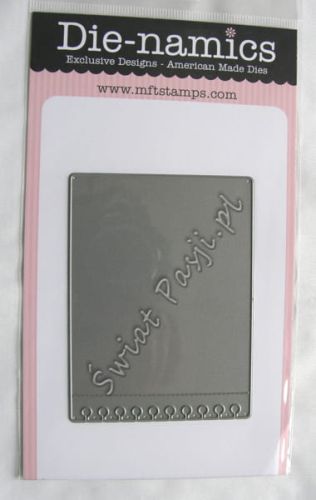 Die-namics
Exclusive Designs - American Made Dies
www.mftstamps.com
Świat Pasji.pl